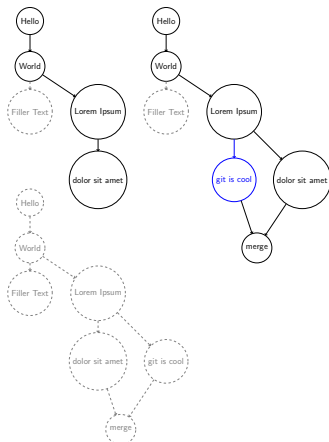 Hello
World
Filler Text
Lorem Ipsum
dolor sit amet
Hello
World
Filler Text
Lorem Ipsum
git is cool
dolor sit amet
merge
Hello
World
Filler Text
Lorem Ipsum
dolor sit amet
git is cool
merge